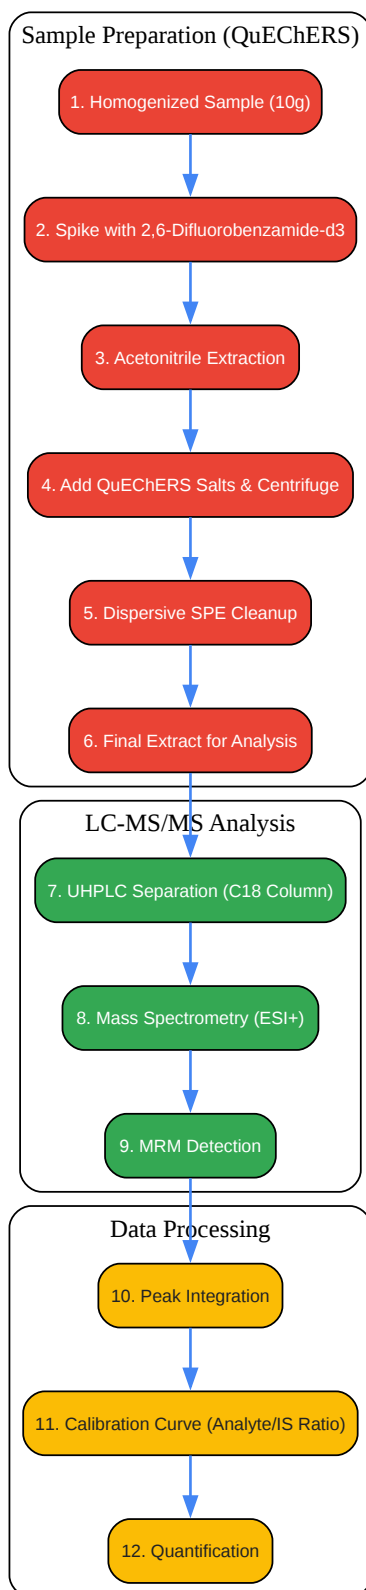 Sample Preparation (QuEChERS)
1. Homogenized Sample (10g)
2. Spike with 2,6-Difluorobenzamide-d3
3. Acetonitrile Extraction
4. Add QuEChERS Salts & Centrifuge
5. Dispersive SPE Cleanup
6. Final Extract for Analysis
LC-MS/MS Analysis
7. UHPLC Separation (C18 Column)
8. Mass Spectrometry (ESI+)
9. MRM Detection
Data Processing
10. Peak Integration
11. Calibration Curve (Analyte/IS Ratio)
12. Quantification